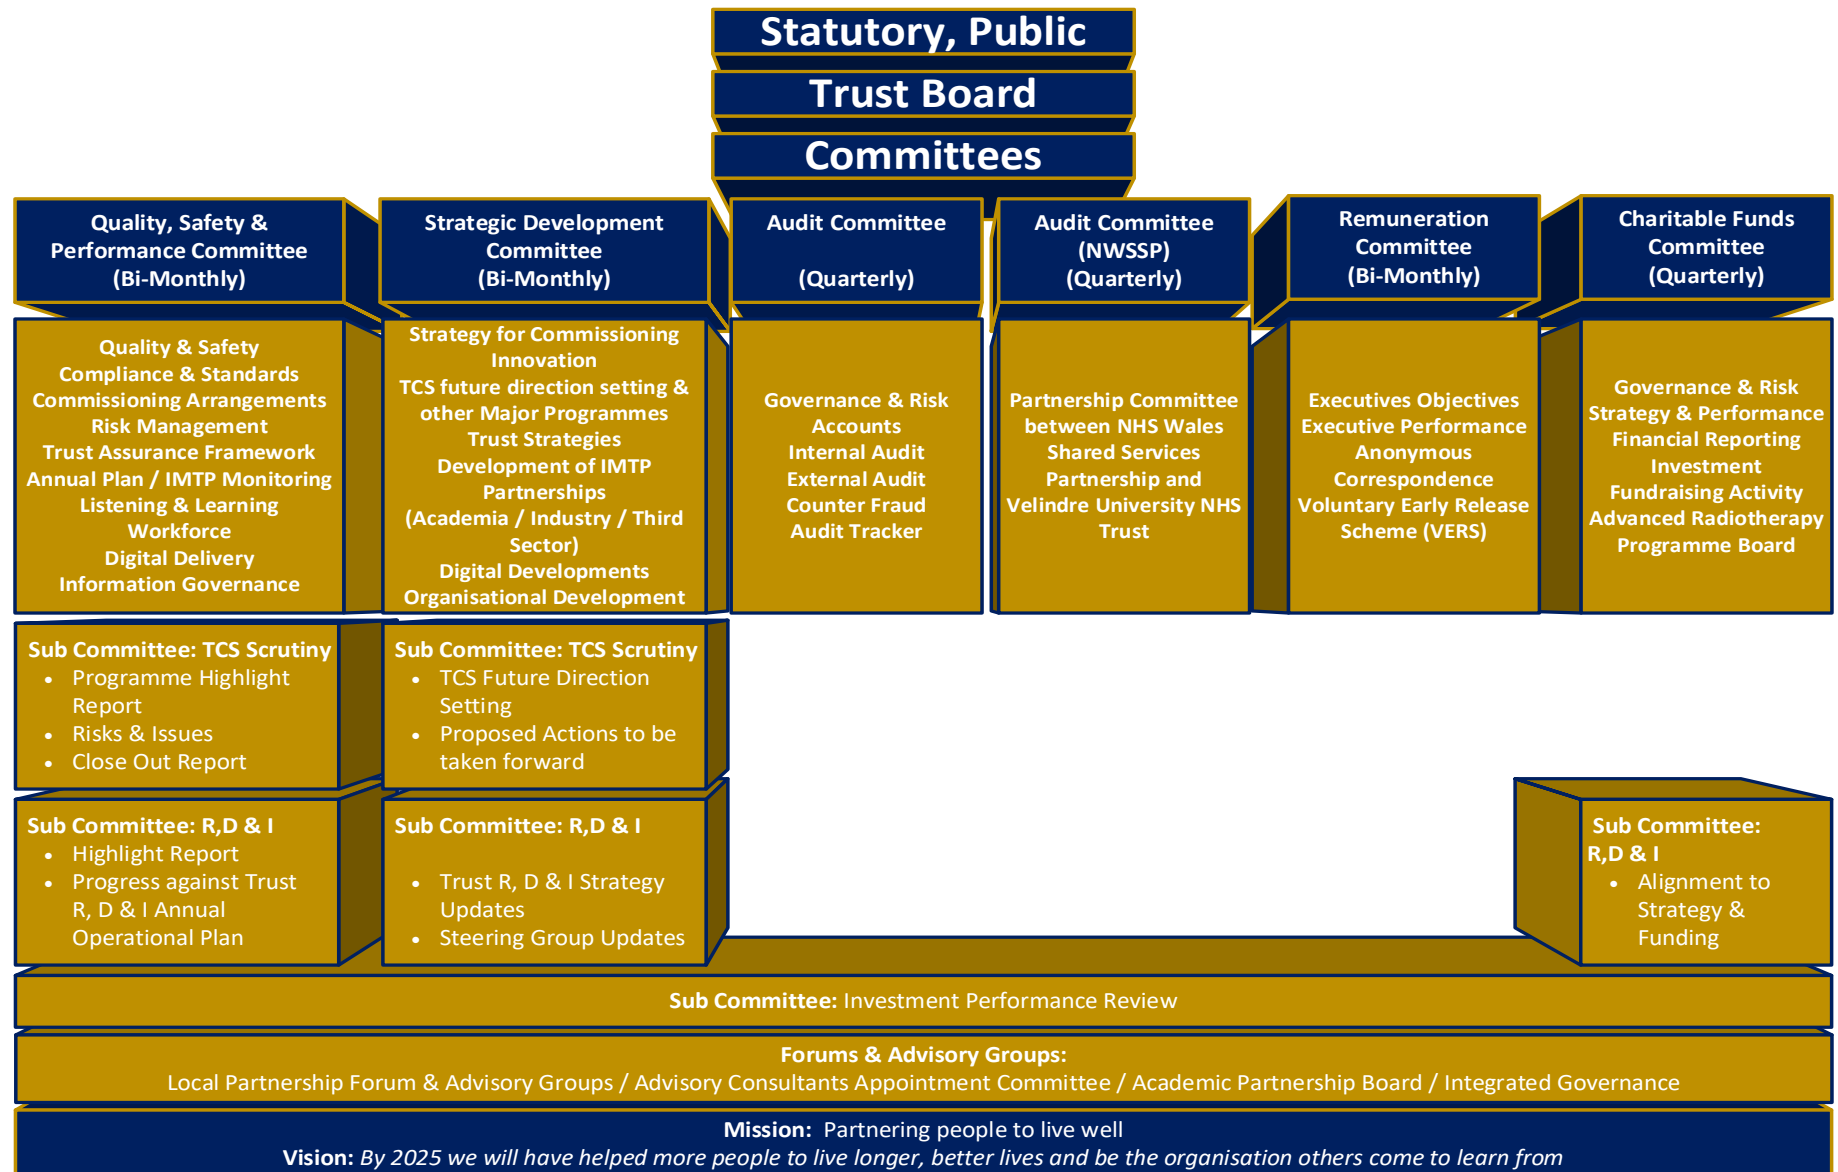 Statutory, Public
Trust Board
Committees
Quality, Safety &
Performance Committee
(Bi-Monthly)
Strategic Development
Committee
(Bi-Monthly)
Audit Committee
(Quarterly)
Audit Committee
(NWSSP)
(Quarterly)
Remuneration
Committee
(Bi-Monthly)
Charitable Funds
Committee
(Quarterly)
Quality & Safety
Compliance & Standards
Commissioning Arrangements
Risk Management
Trust Assurance Framework
Annual Plan / IMTP Monitoring
Listening & Learning
Workforce
Digital Delivery
Information Governance
Strategy for Commissioning
Innovation
TCS future direction setting &
other Major Programmes
Trust Strategies
Development of IMTP
Partnerships
(Academia / Industry / Third
Sector)
Digital Developments
Organisational Development
Governance & Risk
Accounts
Internal Audit
External Audit
Counter Fraud
Audit Tracker
Partnership Committee
between NHS Wales
Shared Services
Partnership and
Velindre University NHS
Trust
Executives Objectives
Executive Performance
Anonymous
Correspondence
Voluntary Early Release
Scheme (VERS)
Governance & Risk
Strategy & Performance
Financial Reporting
Investment
Fundraising Activity
Advanced Radiotherapy
Programme Board
Sub Committee: TCS Scrutiny
• Programme Highlight
Report
• Risks & Issues
• Close Out Report
Sub Committee: TCS Scrutiny
• TCS Future Direction
Setting
• Proposed Actions to be
taken forward
Sub Committee: R,D & I
• Highlight Report
• Progress against Trust
R, D & I Annual
Operational Plan
Sub Committee: R,D & I
• Trust R, D & I Strategy
Updates
• Steering Group Updates
Sub Committee:
R,D & I
• Alignment to
Strategy &
Funding
Sub Committee: Investment Performance Review
Forums & Advisory Groups:
Local Partnership Forum & Advisory Groups / Advisory Consultants Appointment Committee / Academic Partnership Board / Integrated Governance
Mission: Partnering people to live well
Vision: By 2025 we will have helped more people to live longer, better lives and be the organisation others come to learn from